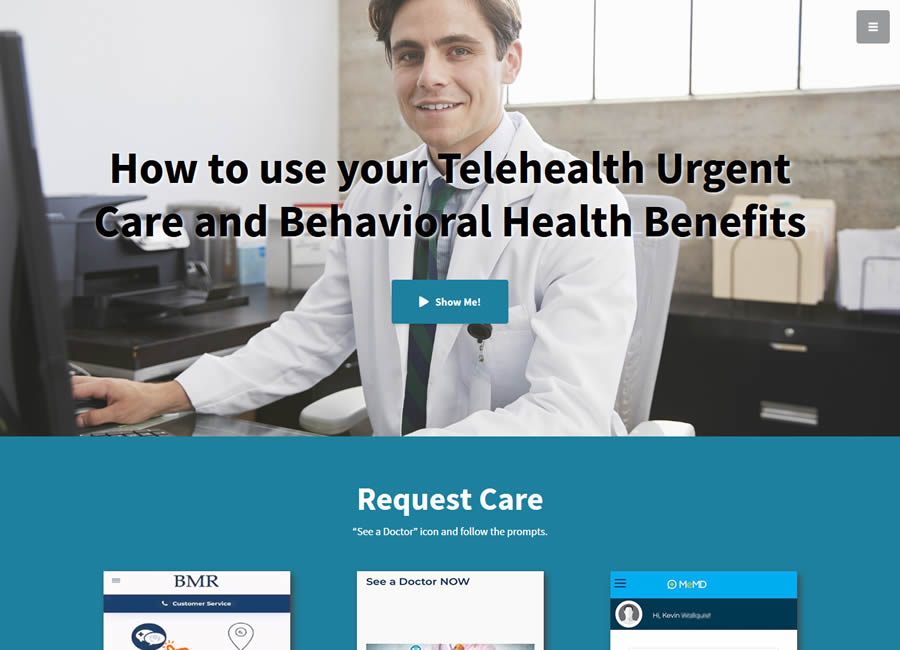 How to use your Telehealth Urgent
Care and Behavioral Health Benefits
Show Me!
Request Care
“See a Doctor” icon and follow the prompts.
BMR
Customer Service
See a Doctor NOW
MeMD
Hi, Kevin Wallquist